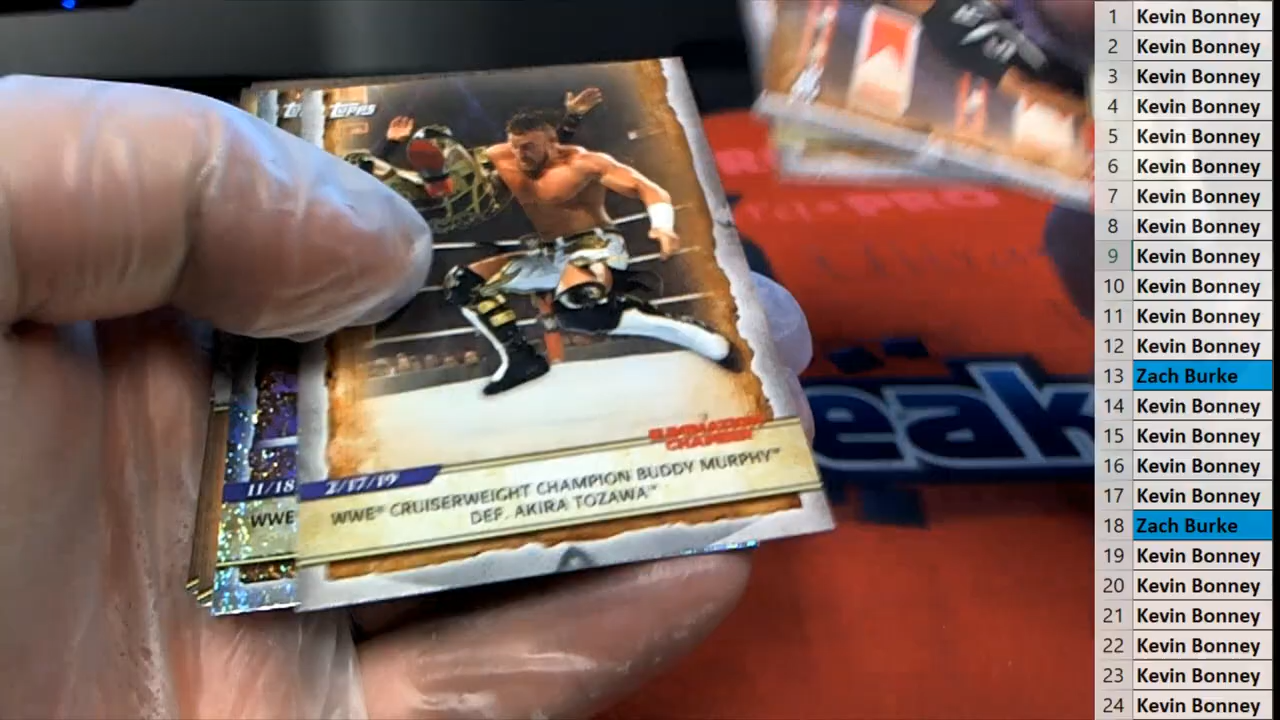 TOPPS
ELIMINATION CHAMBER
2/17/19
WWE® CRUISERWEIGHT CHAMPION BUDDY MURPHY™
DEF. AKIRA TOZAWA™
11/18
WWE
PRO
eak
1 Kevin Bonney
2 Kevin Bonney
3 Kevin Bonney
4 Kevin Bonney
5 Kevin Bonney
6 Kevin Bonney
7 Kevin Bonney
8 Kevin Bonney
9 Kevin Bonney
10 Kevin Bonney
11 Kevin Bonney
12 Kevin Bonney
13 Zach Burke
14 Kevin Bonney
15 Kevin Bonney
16 Kevin Bonney
17 Kevin Bonney
18 Zach Burke
19 Kevin Bonney
20 Kevin Bonney
21 Kevin Bonney
22 Kevin Bonney
23 Kevin Bonney
24 Kevin Bonney